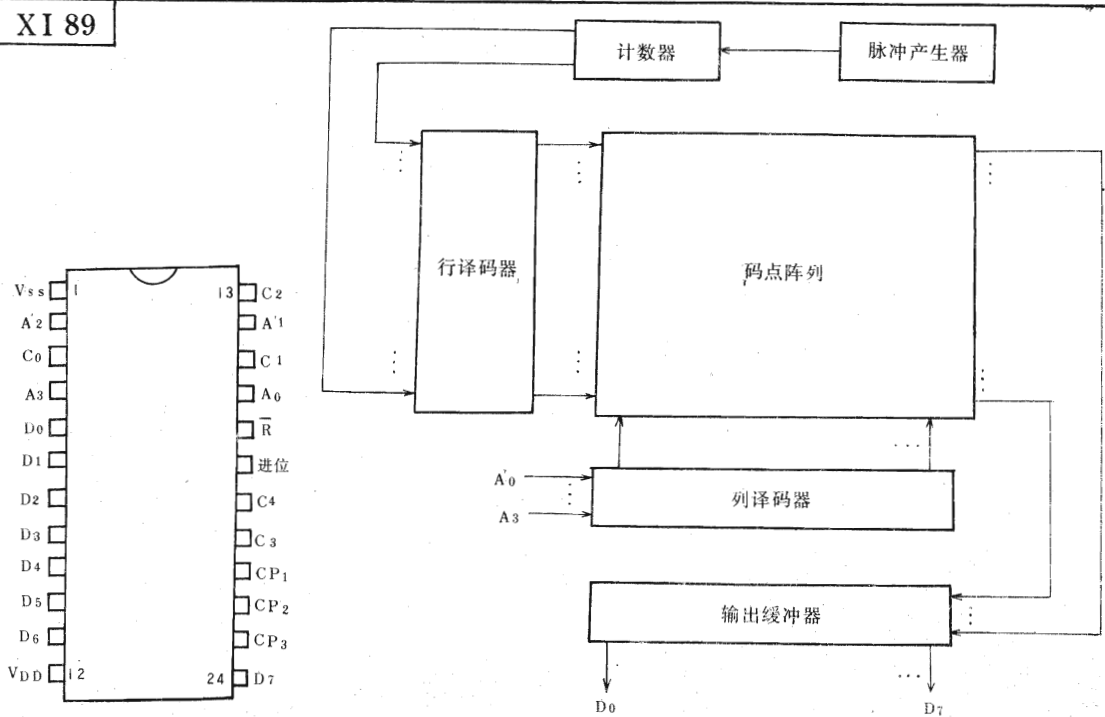 XI 89
计数器
脉冲产生器
行译码器
码点阵列
A'0
A3
列译码器
输出缓冲器
D0
D7
Vss 1
A'2
C0
A3
D0
D1
D2
D3
D4
D5
D6
VDD 12
13 C2
A'1
C1
A0
R̅
进位
C4
C3
CP1
CP2
CP3
24 D7